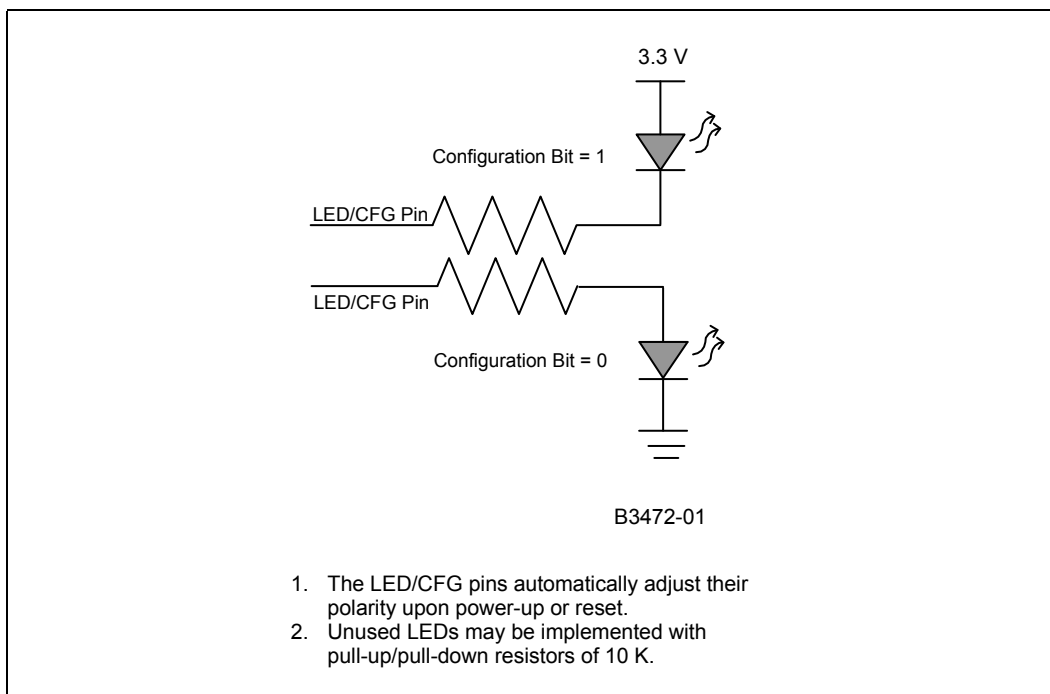 3.3 V
Configuration Bit = 1
LED/CFG Pin
LED/CFG Pin
Configuration Bit = 0
B3472-01
1. The LED/CFG pins automatically adjust their
polarity upon power-up or reset.
2. Unused LEDs may be implemented with
pull-up/pull-down resistors of 10 K.